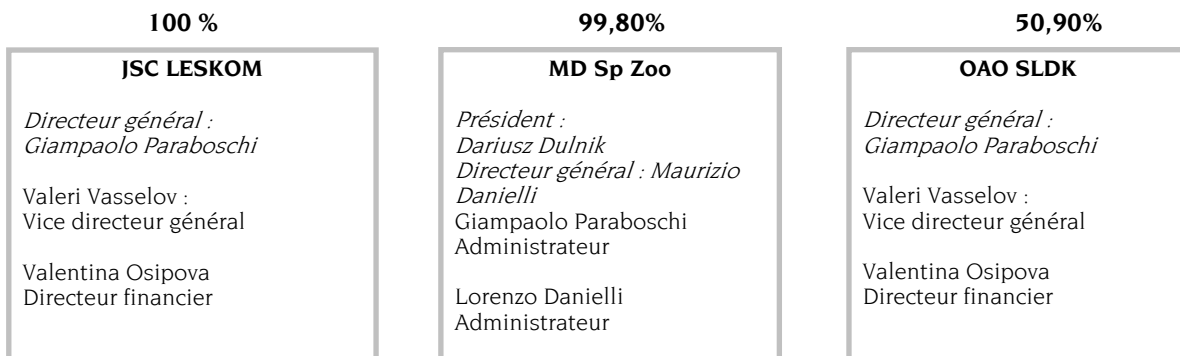 100 %
JSC LESKOM
Directeur général :
Giampaolo Paraboschi
Valeri Vasselov :
Vice directeur général
Valentina Osipova
Directeur financier
99,80%
MD Sp Zoo
Président :
Dariusz Dulnik
Directeur général : Maurizio
Danielli
Giampaolo Paraboschi
Administrateur
Lorenzo Danielli
Administrateur
50,90%
OAO SLDK
Directeur général :
Giampaolo Paraboschi
Valeri Vasselov :
Vice directeur général
Valentina Osipova
Directeur financier